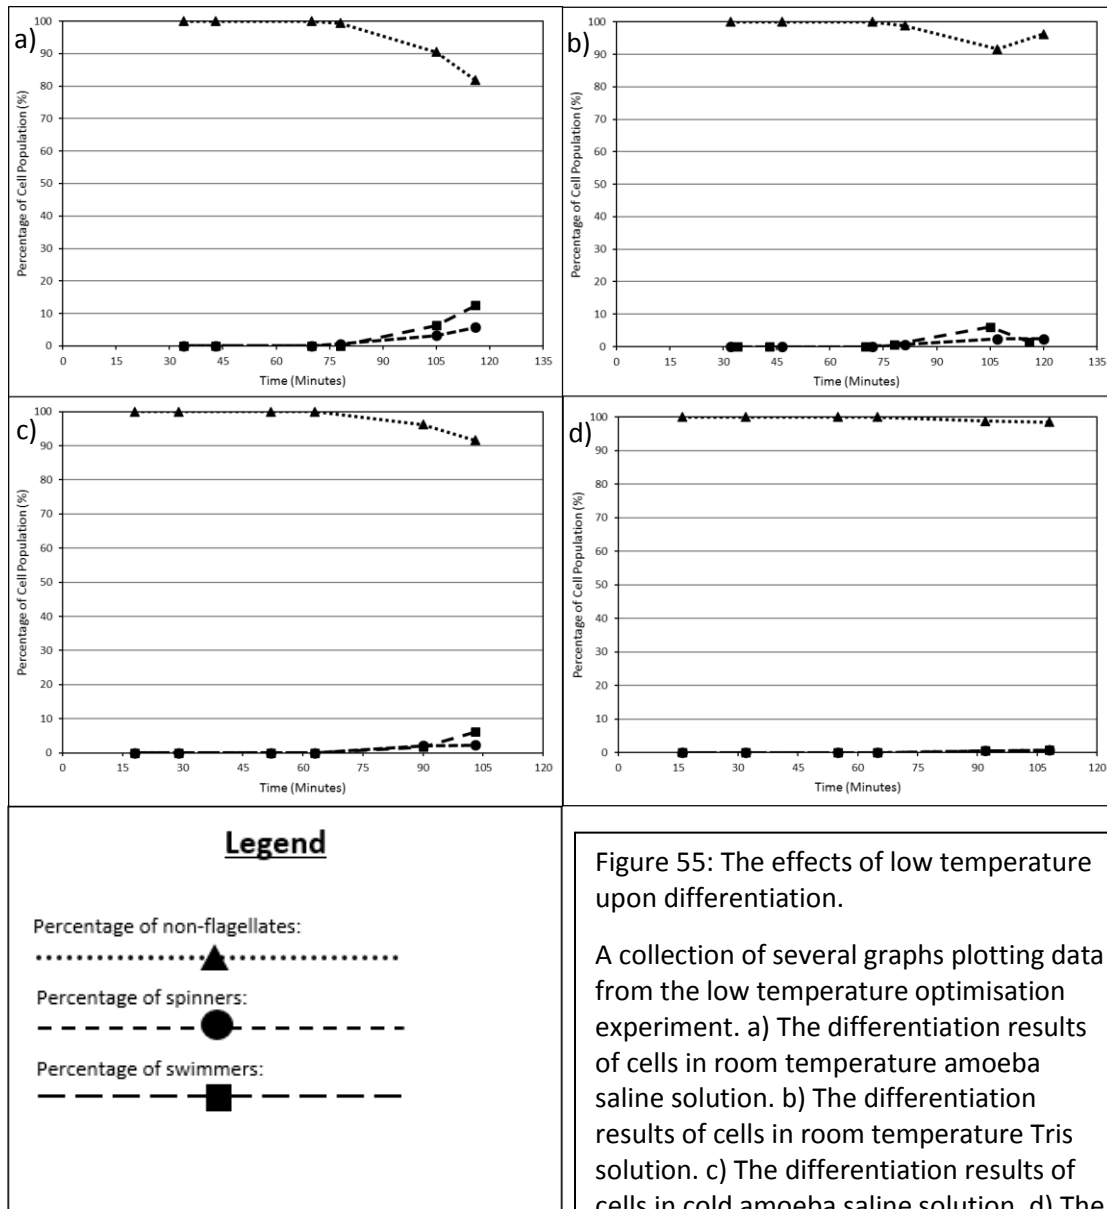 a)
Percentage of Cell Population (%)
100
90
80
70
60
50
40
30
20
10
0
0 15 30 45 60 75 90 105 120 135
Time (Minutes)
b)
Percentage of Cell Population (%)
100
90
80
70
60
50
40
30
20
10
0
0 15 30 45 60 75 90 105 120 135
Time (Minutes)
c)
Percentage of Cell Population (%)
100
90
80
70
60
50
40
30
20
10
0
0 15 30 45 60 75 90 105 120
Time (Minutes)
d)
Percentage of Cell Population (%)
100
90
80
70
60
50
40
30
20
10
0
0 15 30 45 60 75 90 105 120
Time (Minutes)
Legend
Percentage of non-flagellates:
Percentage of spinners:
Percentage of swimmers:
Figure 55: The effects of low temperature
upon differentiation.
A collection of several graphs plotting data
from the low temperature optimisation
experiment. a) The differentiation results
of cells in room temperature amoeba
saline solution. b) The differentiation
results of cells in room temperature Tris
solution. c) The differentiation results of
cells in cold amoeba saline solution. d) The